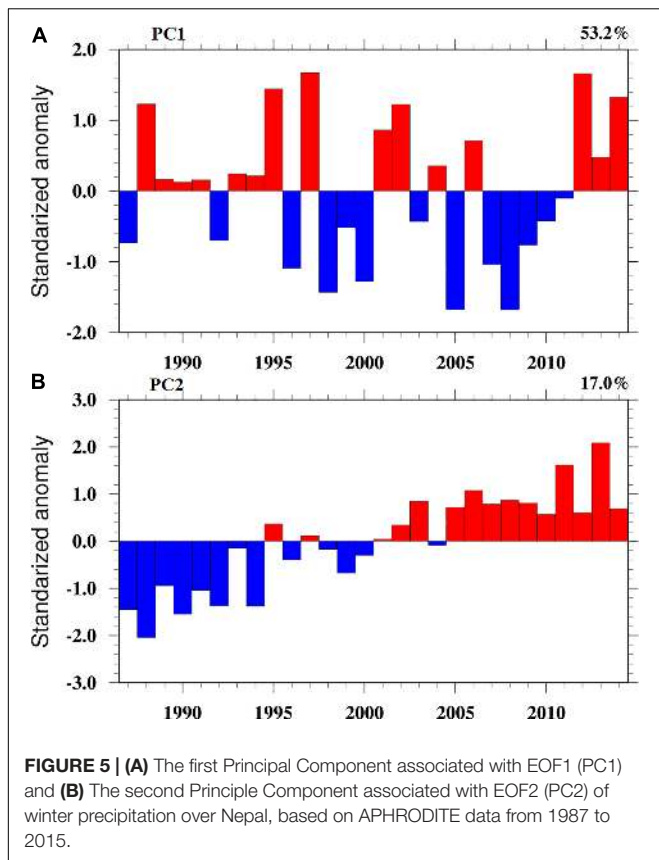 A PC1 53.2%
2.0
1.0
0.0
-1.0
-2.0
Standarized anomaly
1990 1995 2000 2005 2010
B PC2 17.0%
3.0
2.0
1.0
0.0
-1.0
-2.0
-3.0
Standarized anomaly
1990 1995 2000 2005 2010
FIGURE 5 | (A) The first Principal Component associated with EOF1 (PC1)
and (B) The second Principle Component associated with EOF2 (PC2) of
winter precipitation over Nepal, based on APHRODITE data from 1987 to
2015.